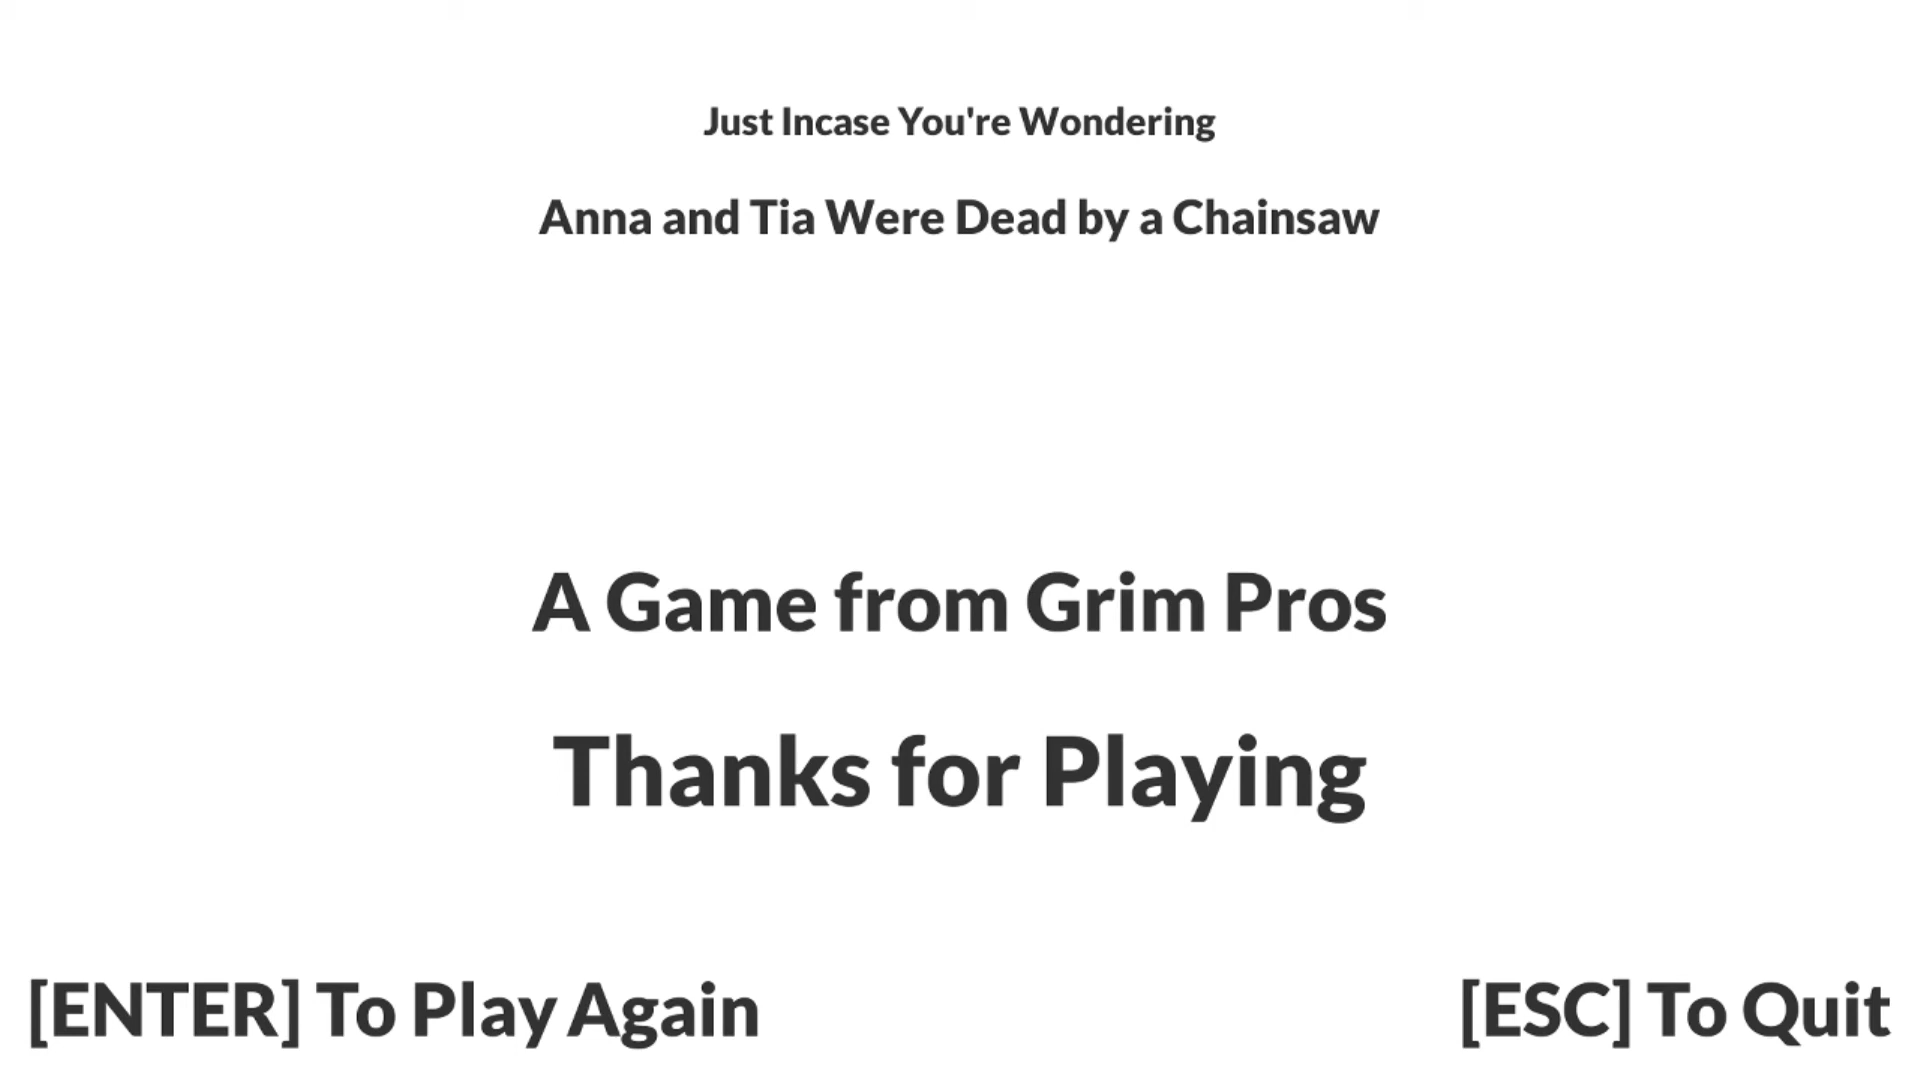 Just Incase You're Wondering
Anna and Tia Were Dead by a Chainsaw
A Game from Grim Pros
Thanks for Playing
[ENTER] To Play Again
[ESC] To Quit